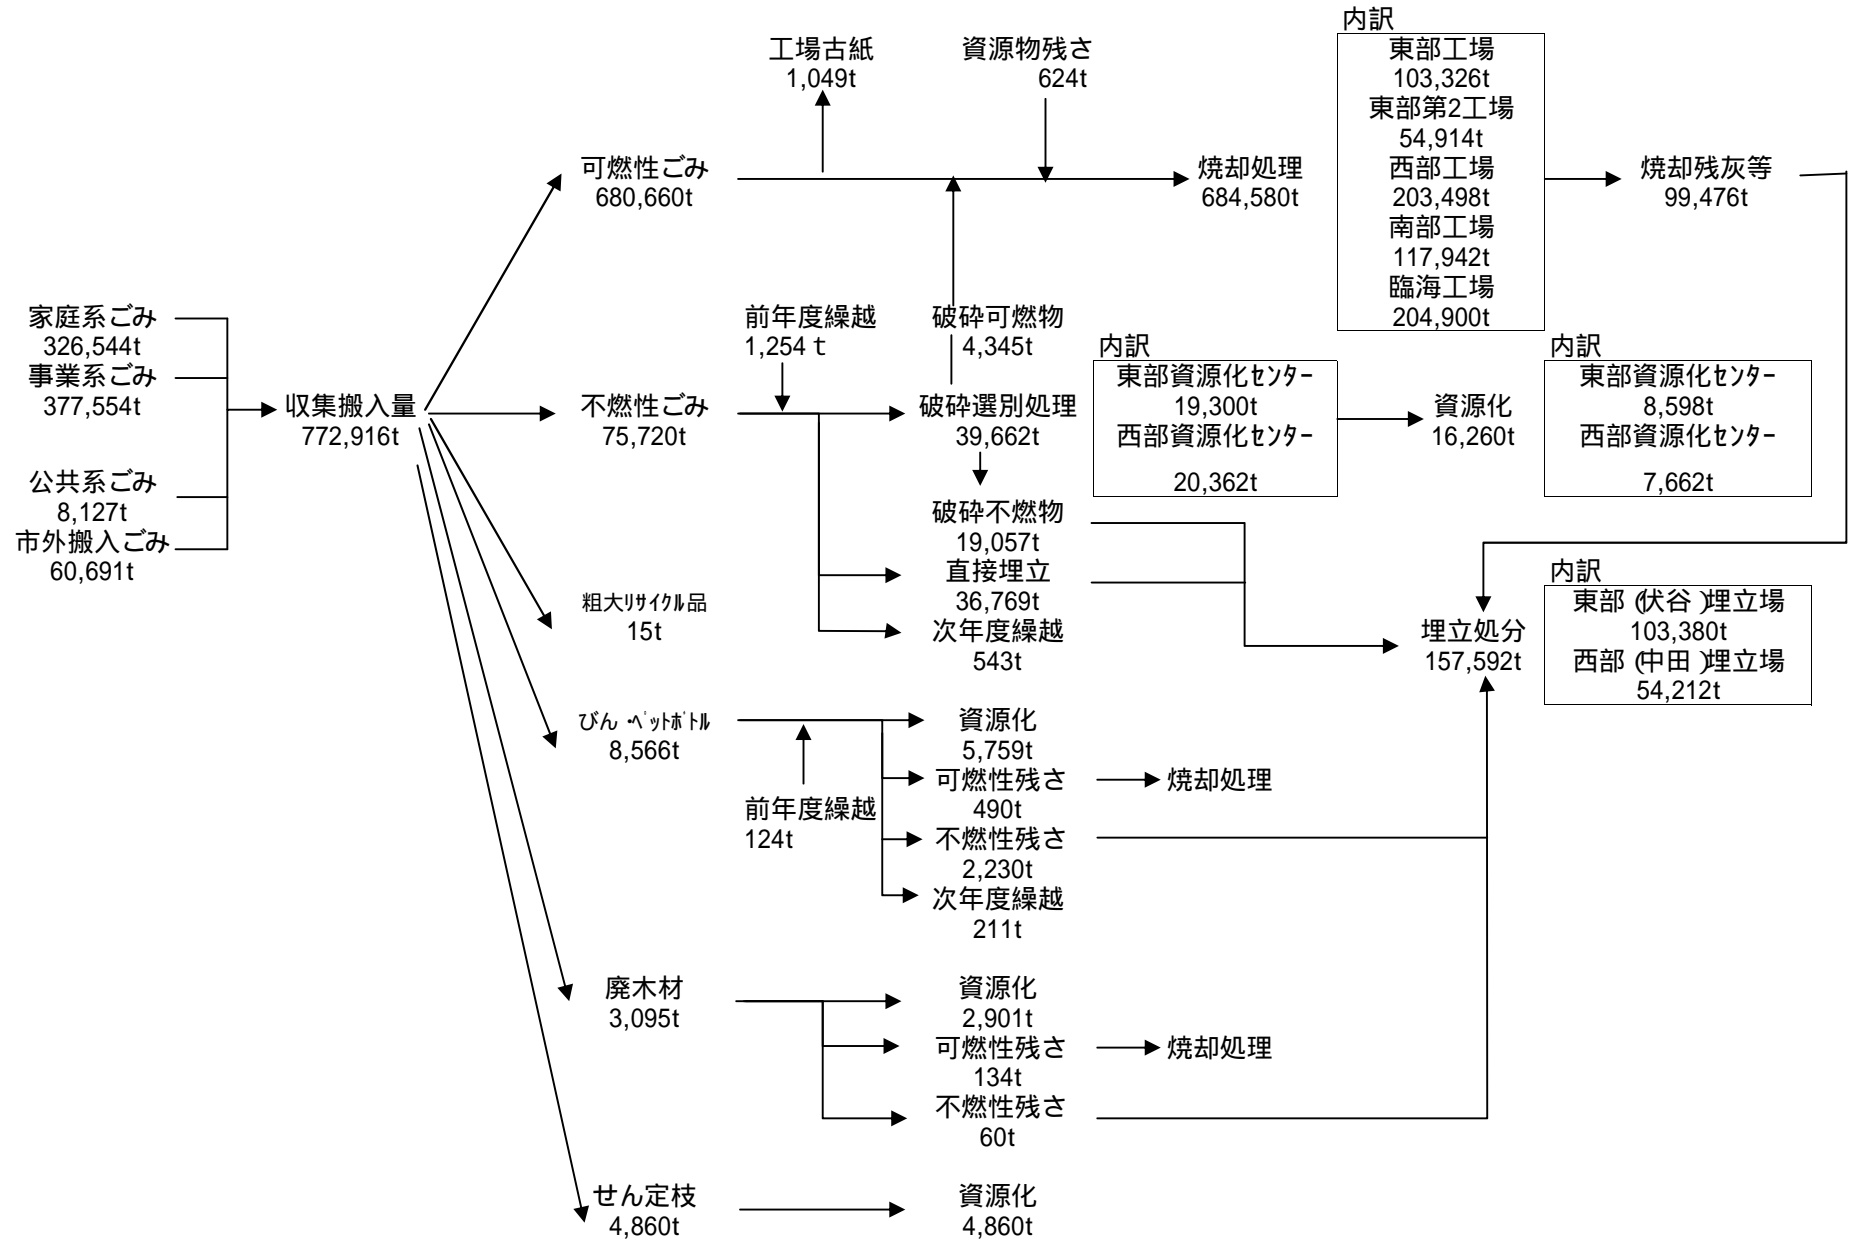 家庭系ごみ
326,544t
事業系ごみ
377,554t
公共系ごみ
8,127t
市外搬入ごみ
60,691t
収集搬入量
772,916t
可燃性ごみ
680,660t
工場古紙
1,049t
資源物残さ
624t
焼却処理
684,580t
内訳
東部工場
103,326t
東部第2工場
54,914t
西部工場
203,498t
南部工場
117,942t
臨海工場
204,900t
焼却残灰等
99,476t
不燃性ごみ
75,720t
前年度繰越
1,254ｔ
破砕可燃物
4,345t
破砕選別処理
39,662t
内訳
東部資源化ｾﾝﾀｰ
19,300t
西部資源化ｾﾝﾀｰ
20,362t
資源化
16,260t
内訳
東部資源化ｾﾝﾀｰ
8,598t
西部資源化ｾﾝﾀｰ
7,662t
破砕不燃物
19,057t
直接埋立
36,769t
次年度繰越
543t
埋立処分
157,592t
内訳
東部（伏谷）埋立場
103,380t
西部（中田）埋立場
54,212t
粗大ﾘｻｲｸﾙ品
15t
びん・ﾍﾟｯﾄﾎﾞﾄﾙ
8,566t
前年度繰越
124t
資源化
5,759t
可燃性残さ
490t
焼却処理
不燃性残さ
2,230t
次年度繰越
211t
廃木材
3,095t
資源化
2,901t
可燃性残さ
134t
焼却処理
不燃性残さ
60t
せん定枝
4,860t
資源化
4,860t